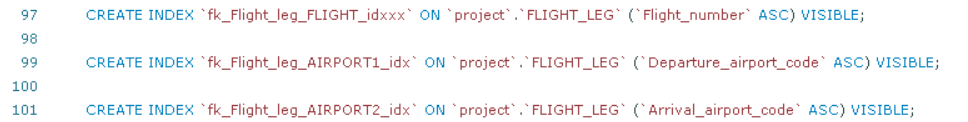 97 CREATE INDEX `fk_Flight_leg_FLIGHT_idxxx` ON `project`.`FLIGHT_LEG` (`Flight_number` ASC) VISIBLE;
98
99 CREATE INDEX `fk_Flight_leg_AIRPORT1_idx` ON `project`.`FLIGHT_LEG` (`Departure_airport_code` ASC) VISIBLE;
100
101 CREATE INDEX `fk_Flight_leg_AIRPORT2_idx` ON `project`.`FLIGHT_LEG` (`Arrival_airport_code` ASC) VISIBLE;